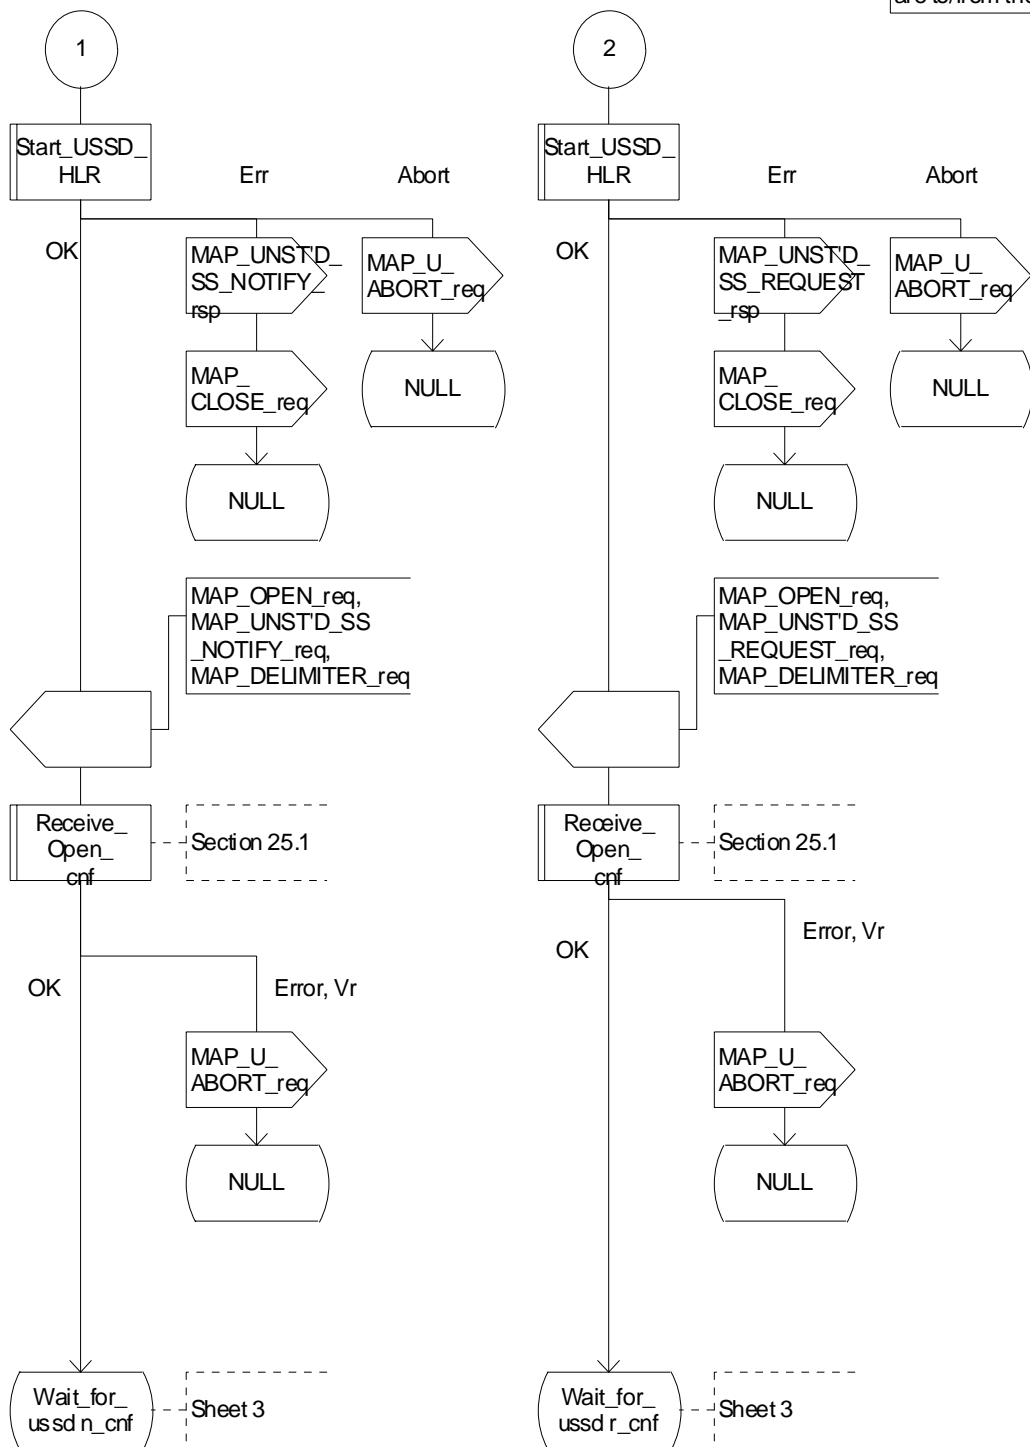 are to/from the
1
Start_USSD_
HLR
Err
Abort
OK
MAP_UNST'D_
SS_NOTIFY_
rsp
MAP_U_
ABORT_req
MAP_
CLOSE_req
NULL
NULL
MAP_OPEN_req,
MAP_UNST'D_SS
_NOTIFY_req,
MAP_DELIMITER_req
Receive_
Open_
cnf
Section 25.1
OK
Error, Vr
MAP_U_
ABORT_req
NULL
Wait_for_
ussd n_cnf
Sheet 3
2
Start_USSD_
HLR
Err
Abort
OK
MAP_UNST'D_
SS_REQUEST
_rsp
MAP_U_
ABORT_req
MAP_
CLOSE_req
NULL
NULL
MAP_OPEN_req,
MAP_UNST'D_SS
_REQUEST_req,
MAP_DELIMITER_req
Receive_
Open_
cnf
Section 25.1
Error, Vr
OK
MAP_U_
ABORT_req
NULL
Wait_for_
ussd r_cnf
Sheet 3